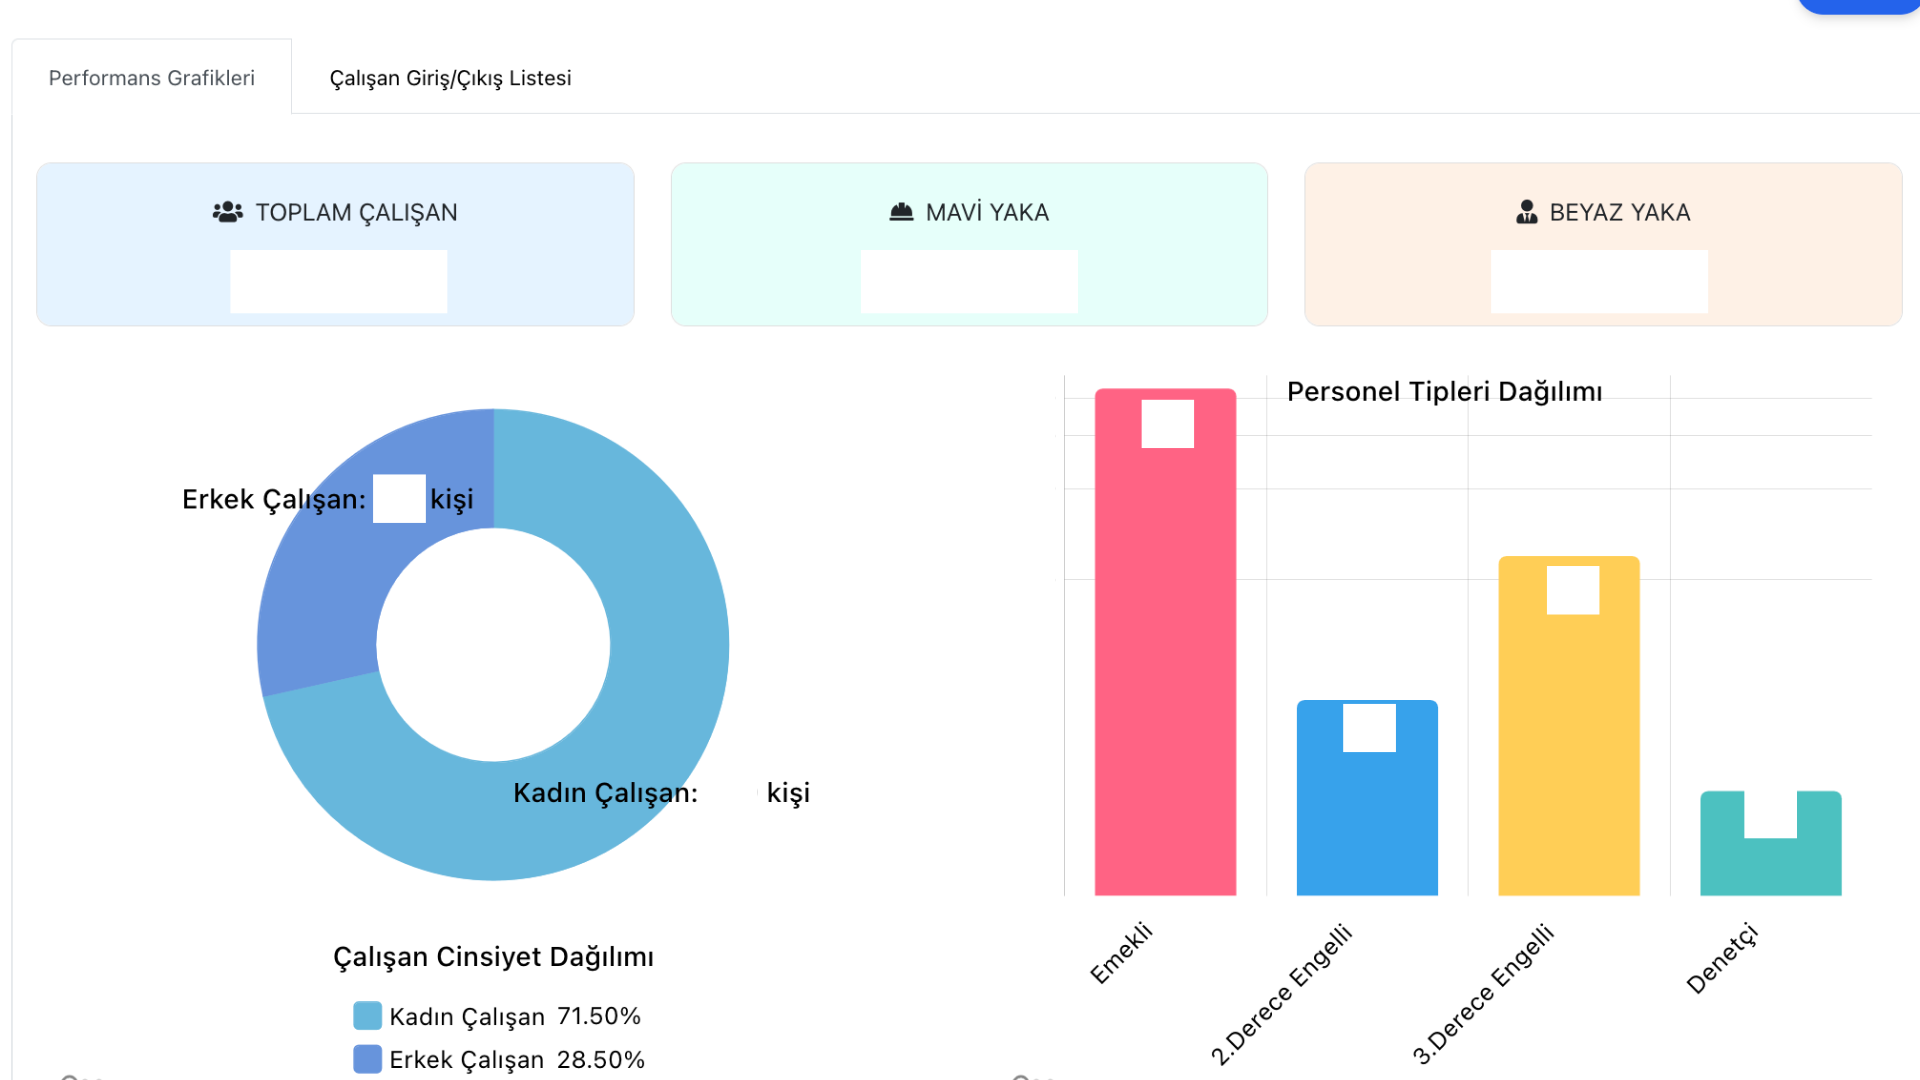 Performans Grafikleri
Çalışan Giriş/Çıkış Listesi
TOPLAM ÇALIŞAN
MAVİ YAKA
BEYAZ YAKA
Erkek Çalışan: kişi
Kadın Çalışan: kişi
Çalışan Cinsiyet Dağılımı
Kadın Çalışan 71.50%
Erkek Çalışan 28.50%
Personel Tipleri Dağılımı
Emekli
2.Derece Engelli
3.Derece Engelli
Denetçi